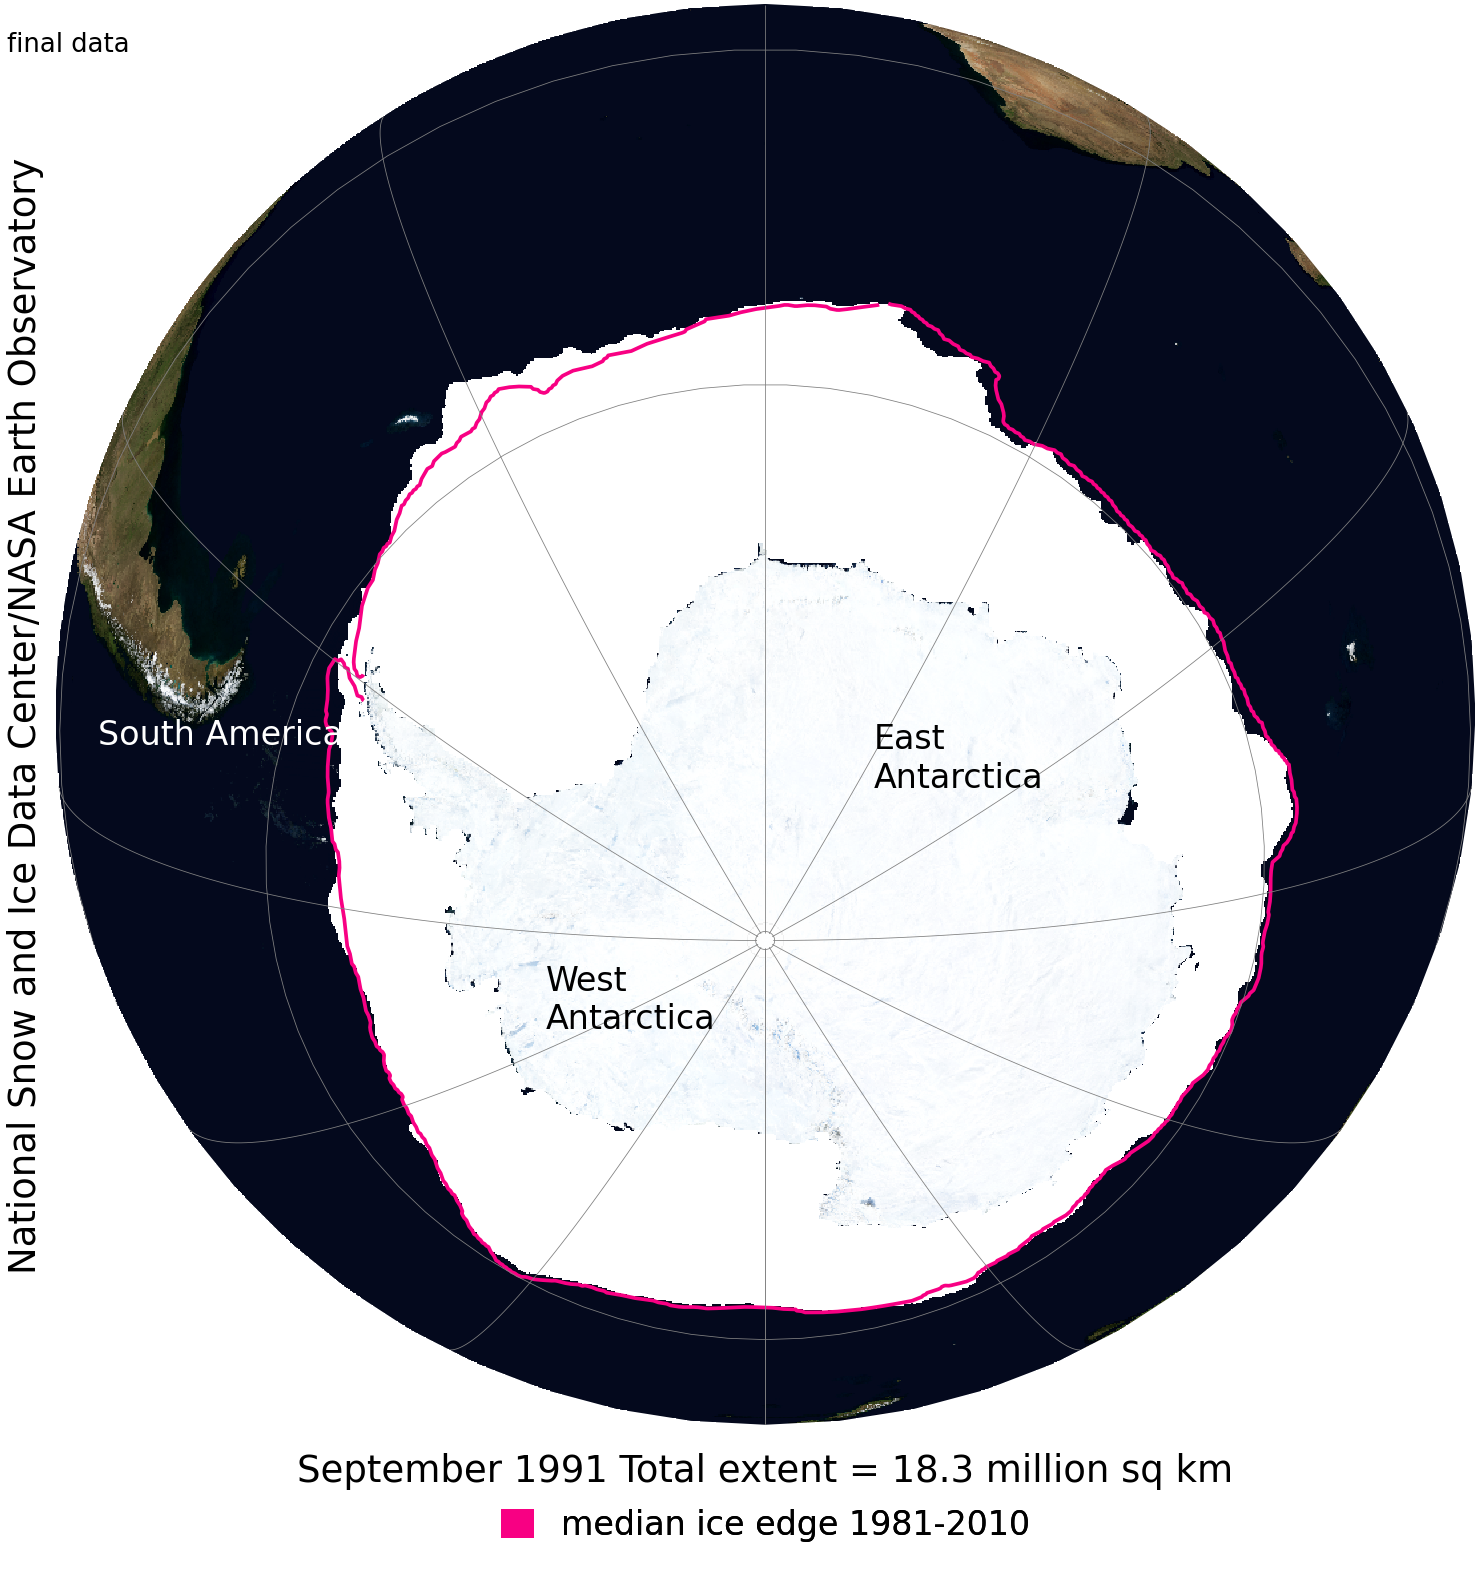 final data
National Snow and Ice Data Center/NASA Earth Observatory
South America
East
Antarctica
West
Antarctica
September 1991 Total extent = 18.3 million sq km
median ice edge 1981-2010